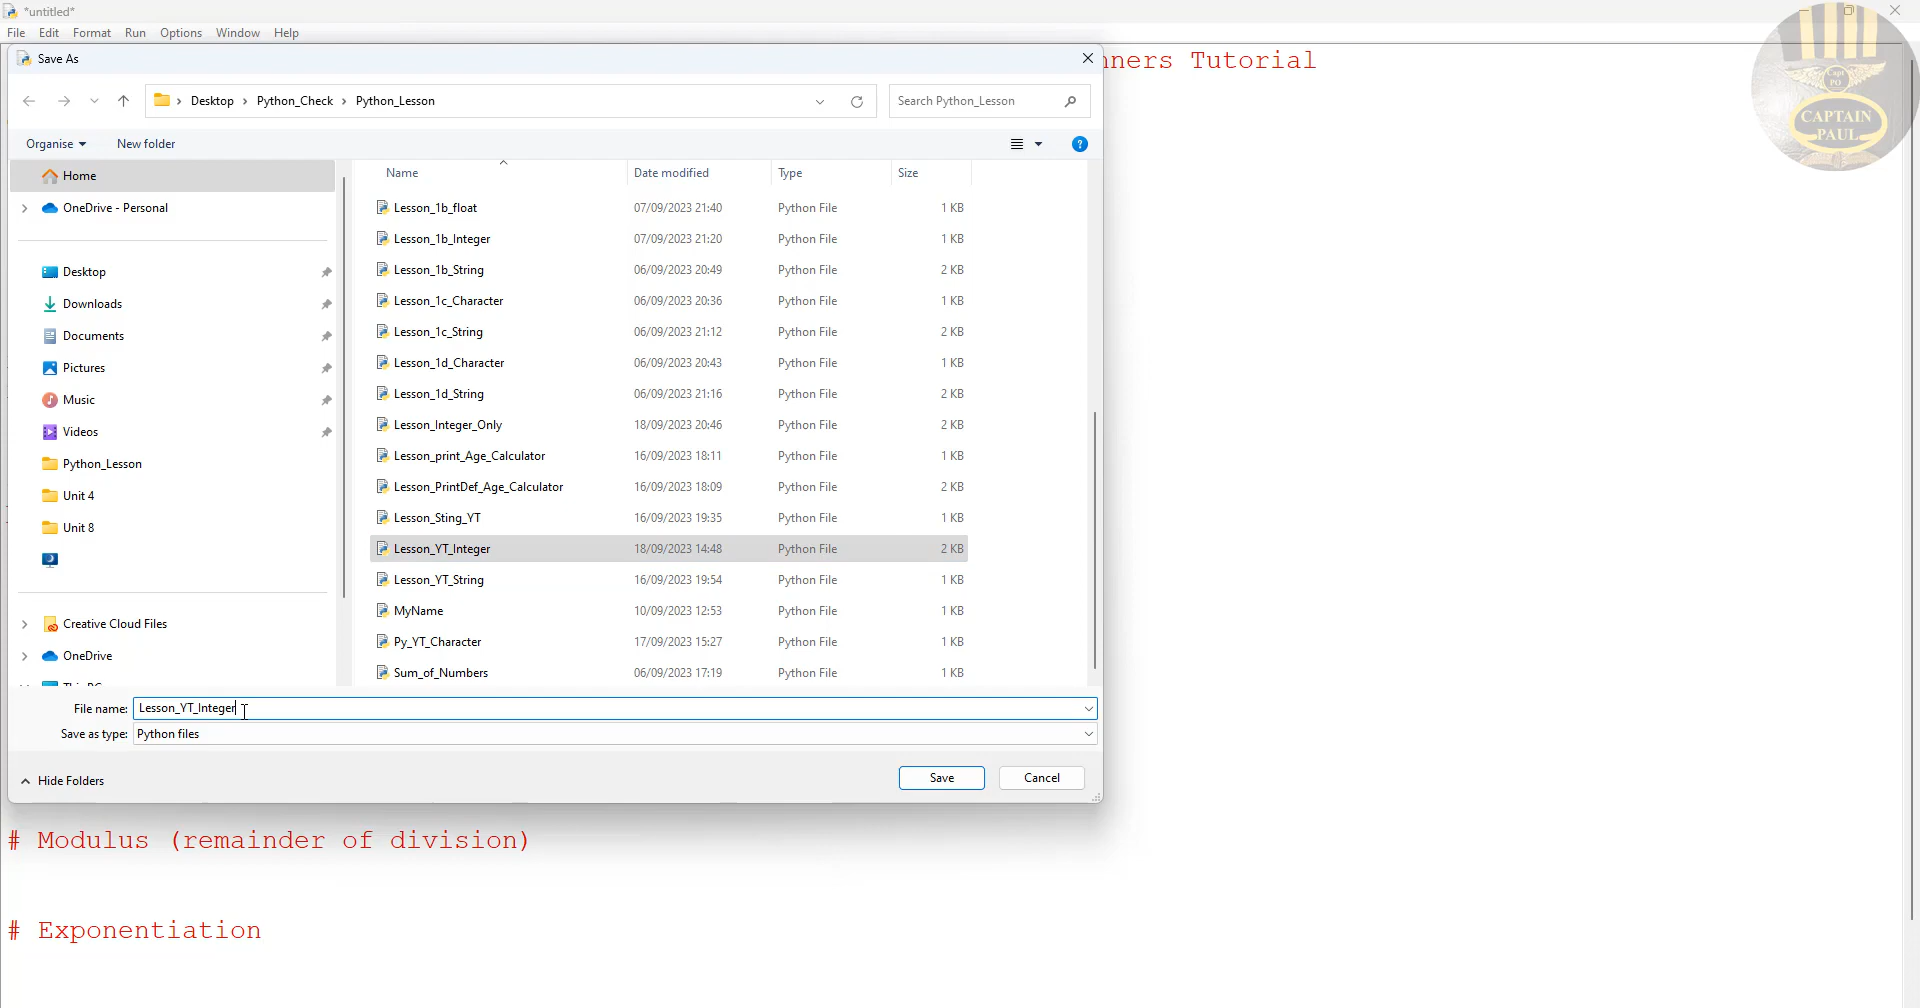 *untitled*
File Edit Format Run Options Window Help
Save As
nners Tutorial
Capt
PO
CAPTAIN
PAUL
Desktop Python_Check Python_Lesson
Search Python_Lesson
Organise New folder
Home
OneDrive - Personal
Desktop
Downloads
Documents
Pictures
Music
Videos
Python_Lesson
Unit 4
Unit 8
Creative Cloud Files
OneDrive
Name Date modified Type Size
Lesson_1b_float 07/09/2023 21:40 Python File 1 KB
Lesson_1b_Integer 07/09/2023 21:20 Python File 1 KB
Lesson_1b_String 06/09/2023 20:49 Python File 2 KB
Lesson_1c_Character 06/09/2023 20:36 Python File 1 KB
Lesson_1c_String 06/09/2023 21:12 Python File 2 KB
Lesson_1d_Character 06/09/2023 20:43 Python File 1 KB
Lesson_1d_String 06/09/2023 21:16 Python File 2 KB
Lesson_Integer_Only 18/09/2023 20:46 Python File 2 KB
Lesson_print_Age_Calculator 16/09/2023 18:11 Python File 1 KB
Lesson_PrintDef_Age_Calculator 16/09/2023 18:09 Python File 2 KB
Lesson_Sting_YT 16/09/2023 19:35 Python File 1 KB
Lesson_YT_Integer 18/09/2023 14:48 Python File 2 KB
Lesson_YT_String 16/09/2023 19:54 Python File 1 KB
MyName 10/09/2023 12:53 Python File 1 KB
Py_YT_Character 17/09/2023 15:27 Python File 1 KB
Sum_of_Numbers 06/09/2023 17:19 Python File 1 KB
File name: Lesson_YT_Integer
Save as type: Python files
Hide Folders
Save Cancel
# Modulus (remainder of division)
# Exponentiation